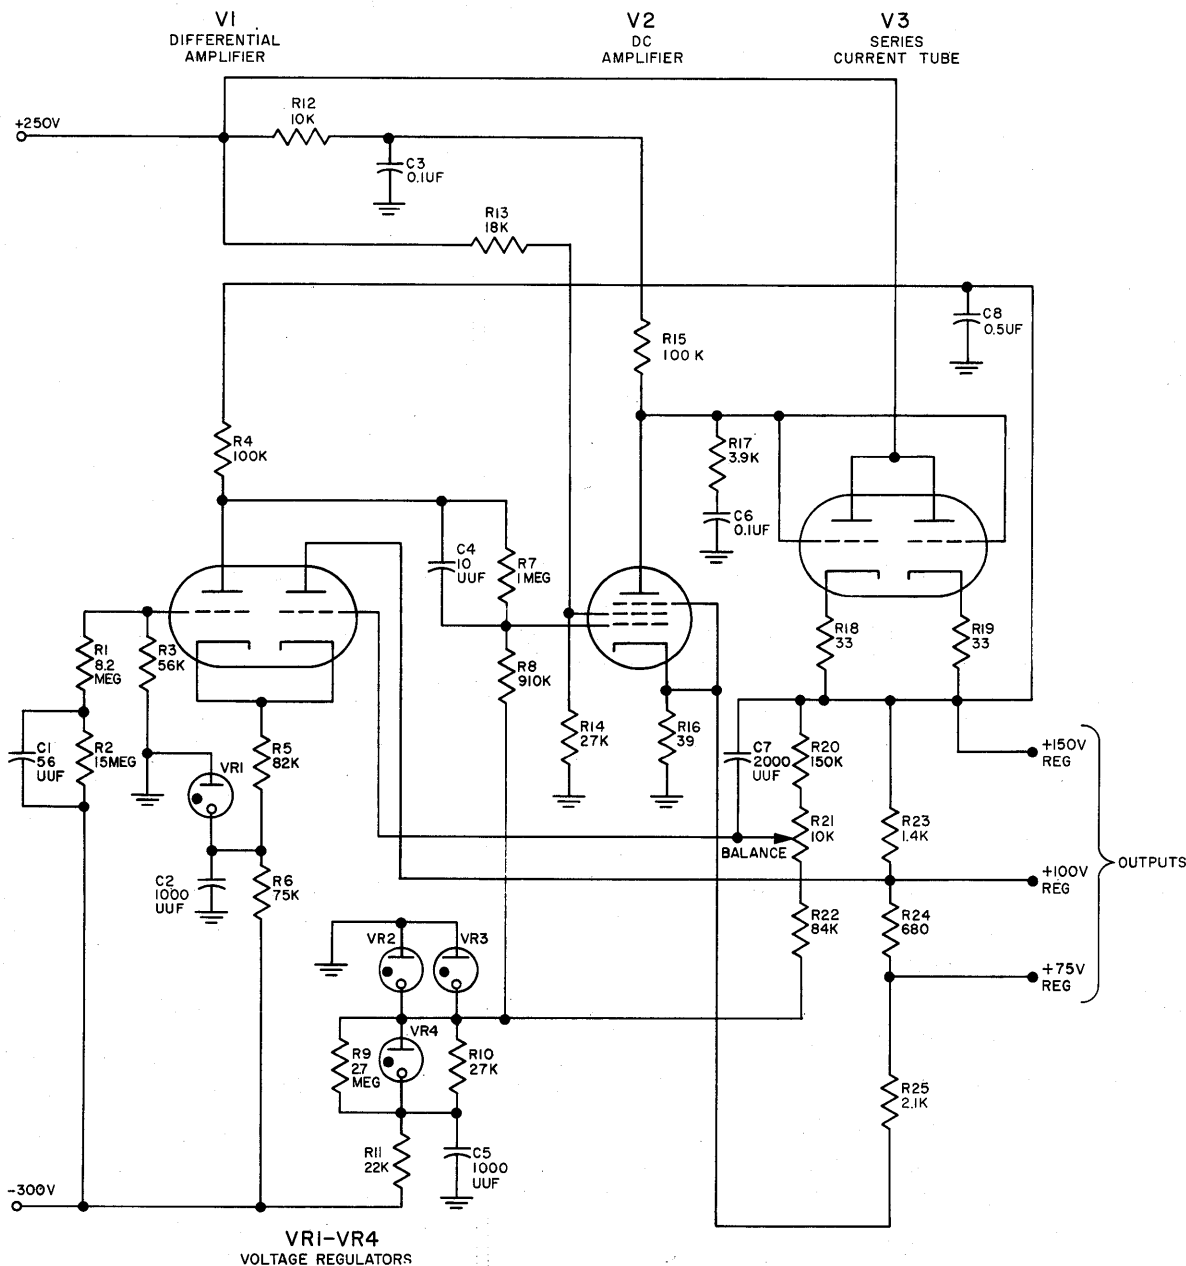 V1
DIFFERENTIAL
AMPLIFIER
V2
DC
AMPLIFIER
V3
SERIES
CURRENT TUBE
+250V
R12
10K
C3
0.1UF
R13
18K
C8
0.5UF
R15
100K
R4
100K
R17
3.9K
C6
0.1UF
C4
10
UUF
R7
1MEG
R1
8.2
MEG
R3
56K
R8
910K
R18
33
R19
33
C1
56
UUF
R2
15MEG
R5
82K
VR1
R14
27K
R16
39
C7
2000
UUF
R20
150K
+150V
REG
R21
10K
BALANCE
R23
1.4K
OUTPUTS
C2
1000
UUF
R6
75K
+100V
REG
R22
84K
R24
680
VR2
VR3
+75V
REG
VR4
R9
2.7
MEG
R10
27K
R25
2.1K
R11
22K
C5
1000
UUF
-300V
VR1-VR4
VOLTAGE REGULATORS